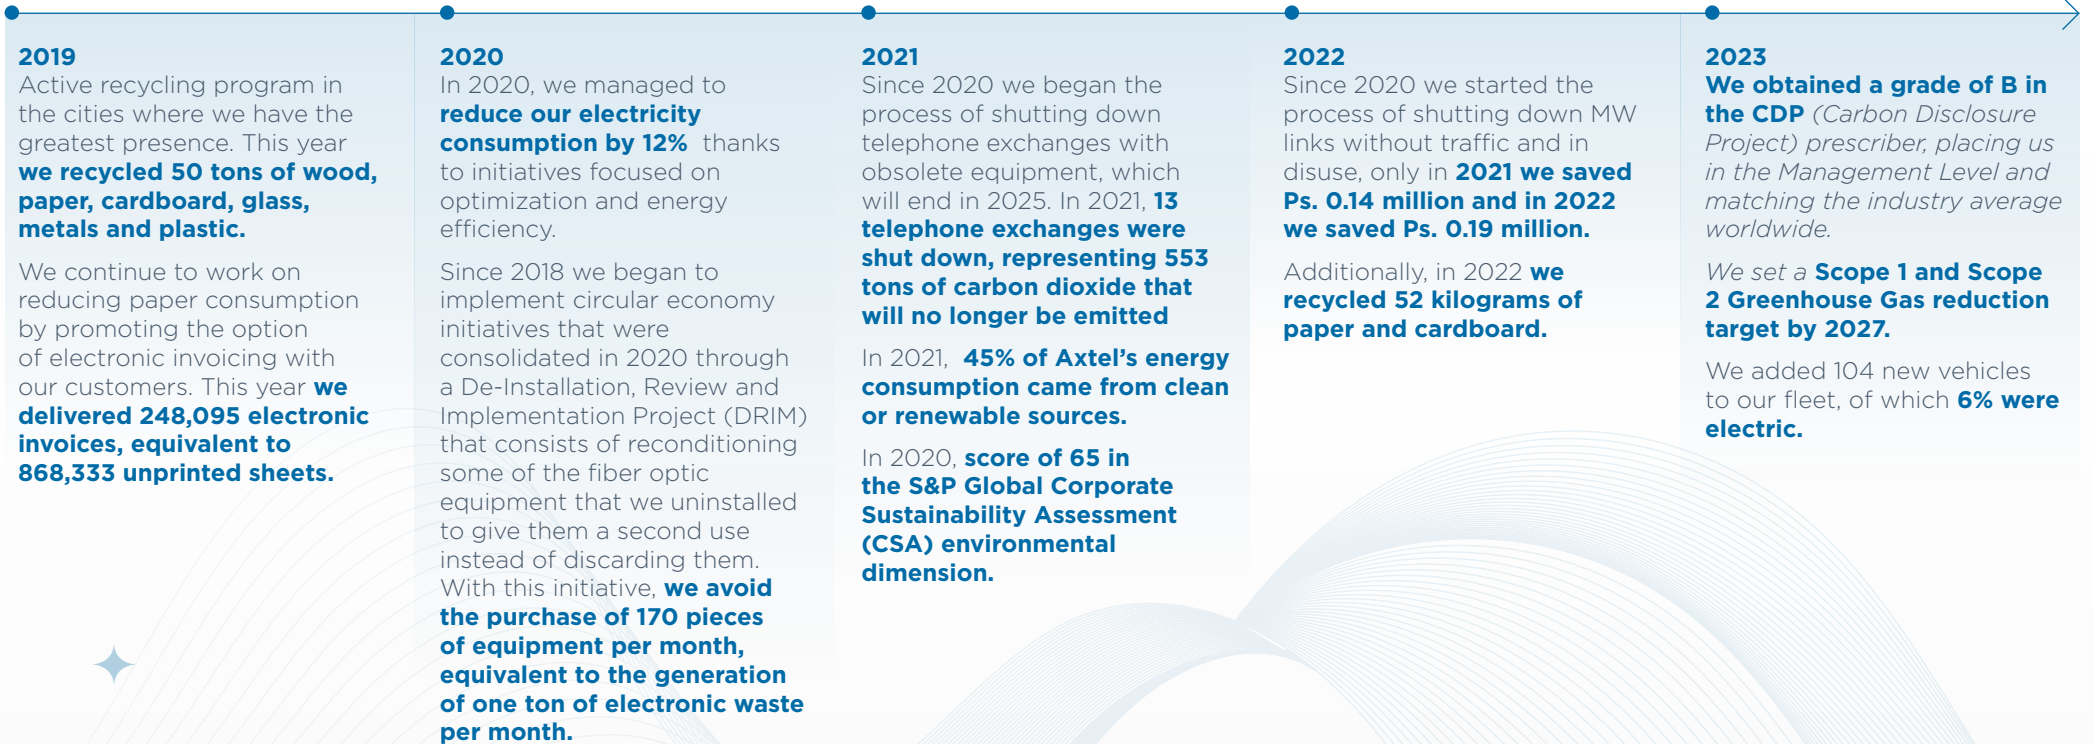 2019
Active recycling program in
the cities where we have the
greatest presence. This year
we recycled 50 tons of wood,
paper, cardboard, glass,
metals and plastic.
We continue to work on
reducing paper consumption
by promoting the option
of electronic invoicing with
our customers. This year we
delivered 248,095 electronic
invoices, equivalent to
868,333 unprinted sheets.
2020
In 2020, we managed to
reduce our electricity
consumption by 12% thanks
to initiatives focused on
optimization and energy
efficiency.
Since 2018 we began to
implement circular economy
initiatives that were
consolidated in 2020 through
a De-Installation, Review and
Implementation Project (DRIM)
that consists of reconditioning
some of the fiber optic
equipment that we uninstalled
to give them a second use
instead of discarding them.
With this initiative, we avoid
the purchase of 170 pieces
of equipment per month,
equivalent to the generation
of one ton of electronic waste
per month.
2021
Since 2020 we began the
process of shutting down
telephone exchanges with
obsolete equipment, which
will end in 2025. In 2021, 13
telephone exchanges were
shut down, representing 553
tons of carbon dioxide that
will no longer be emitted
In 2021, 45% of Axtel’s energy
consumption came from clean
or renewable sources.
In 2020, score of 65 in
the S&P Global Corporate
Sustainability Assessment
(CSA) environmental
dimension.
2022
Since 2020 we started the
process of shutting down MW
links without traffic and in
disuse, only in 2021 we saved
Ps. 0.14 million and in 2022
we saved Ps. 0.19 million.
Additionally, in 2022 we
recycled 52 kilograms of
paper and cardboard.
2023
We obtained a grade of B in
the CDP (Carbon Disclosure
Project) prescriber, placing us
in the Management Level and
matching the industry average
worldwide.
We set a Scope 1 and Scope
2 Greenhouse Gas reduction
target by 2027.
We added 104 new vehicles
to our fleet, of which 6% were
electric.